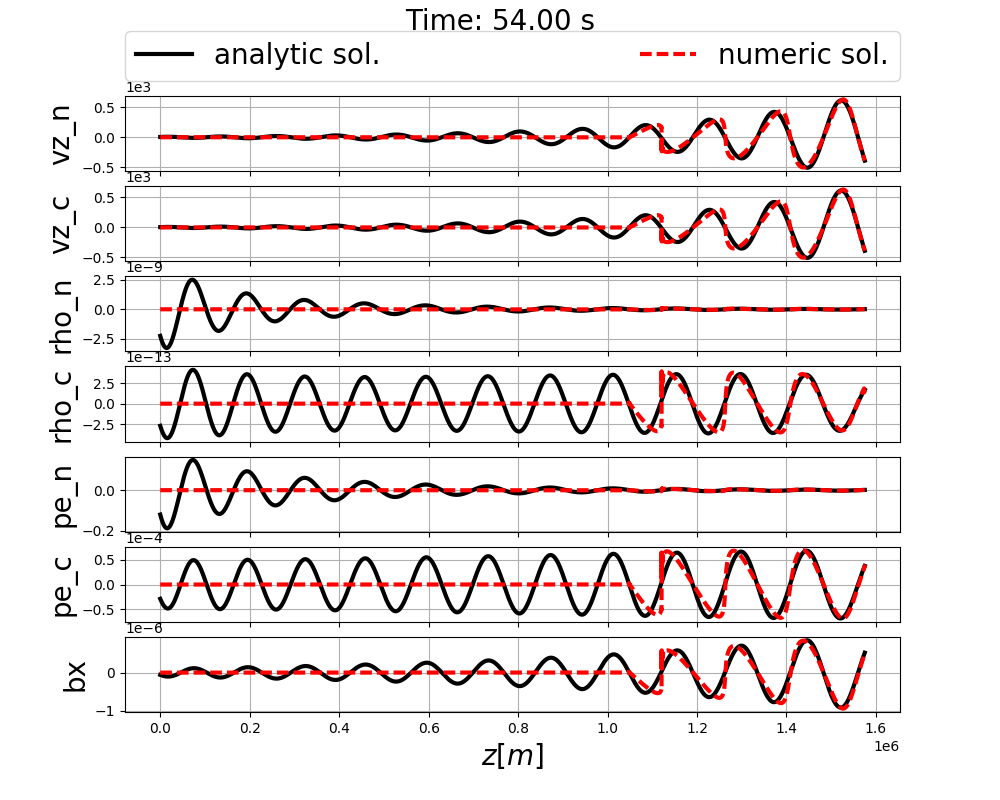 Time: 54.00 s
analytic sol. numeric sol.
1e3
vz_n
0.5
0.0
−0.5
1e3
vz_c
0.5
0.0
−0.5
1e−9
rho_n
2.5
0.0
−2.5
1e−13
rho_c
2.5
0.0
−2.5
pe_n
0.0
−0.2
1e−4
pe_c
0.5
0.0
−0.5
1e−6
bx
0
−1
0.0 0.2 0.4 0.6 0.8 1.0 1.2 1.4 1.6
1e6
z[m]